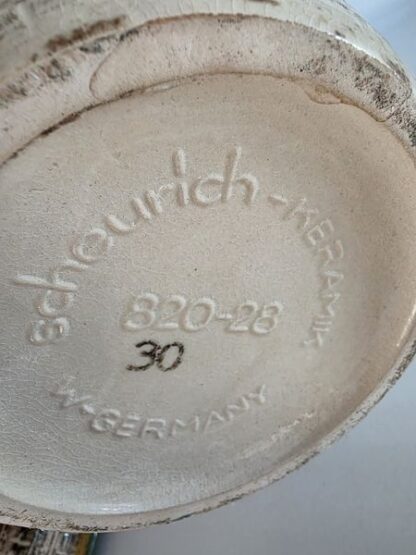 scheurich-KERAMIK
820-28
30
W-GERMANY